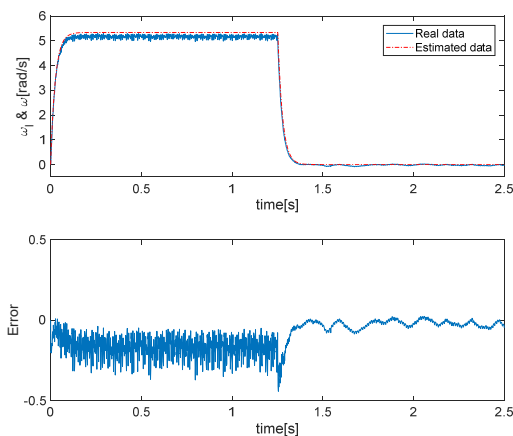 6
5
4
3
2
1
0
ω_l & ω[rad/s]
Real data
Estimated data
0 0.5 1 1.5 2 2.5
time[s]
0.5
0
-0.5
Error
0 0.5 1 1.5 2 2.5
time[s]